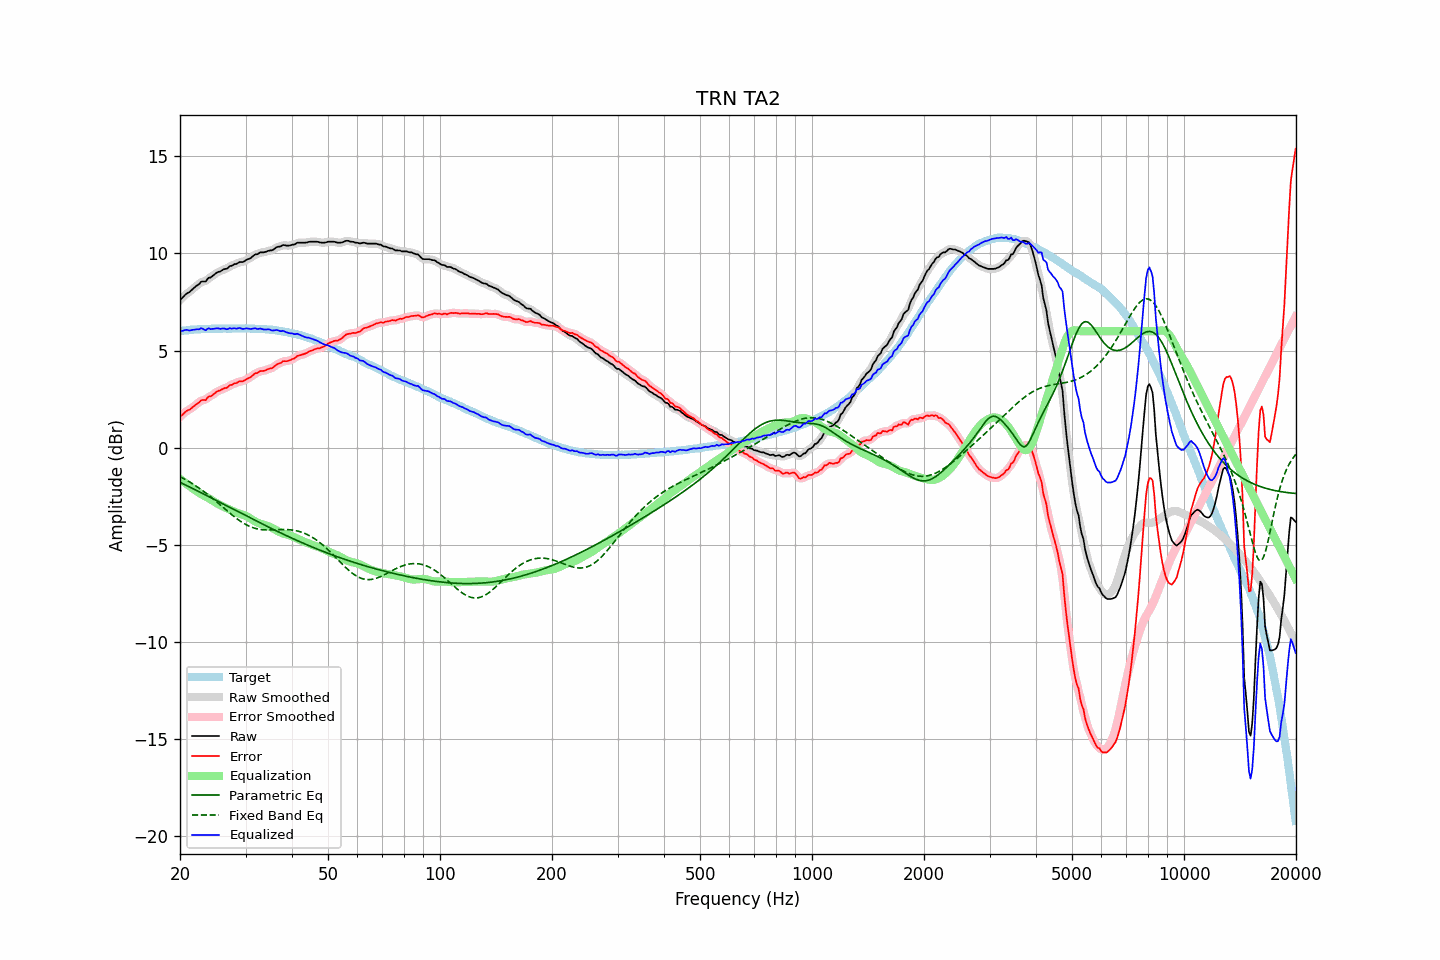 TRN TA2
Amplitude (dBr)
15
10
5
0
−5
−10
−15
−20
Target
Raw Smoothed
Error Smoothed
Raw
Error
Equalization
Parametric Eq
Fixed Band Eq
Equalized
20 50 100 200 500 1000 2000 5000 10000 20000
Frequency (Hz)